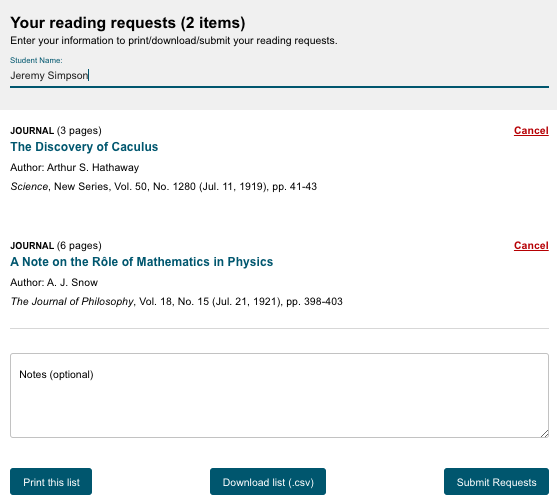 Your reading requests (2 items)
Enter your information to print/download/submit your reading requests.
Student Name:
Jeremy Simpson
JOURNAL (3 pages) Cancel
The Discovery of Caculus
Author: Arthur S. Hathaway
Science, New Series, Vol. 50, No. 1280 (Jul. 11, 1919), pp. 41-43
JOURNAL (6 pages) Cancel
A Note on the Rôle of Mathematics in Physics
Author: A. J. Snow
The Journal of Philosophy, Vol. 18, No. 15 (Jul. 21, 1921), pp. 398-403
Notes (optional)
Print this list Download list (.csv) Submit Requests